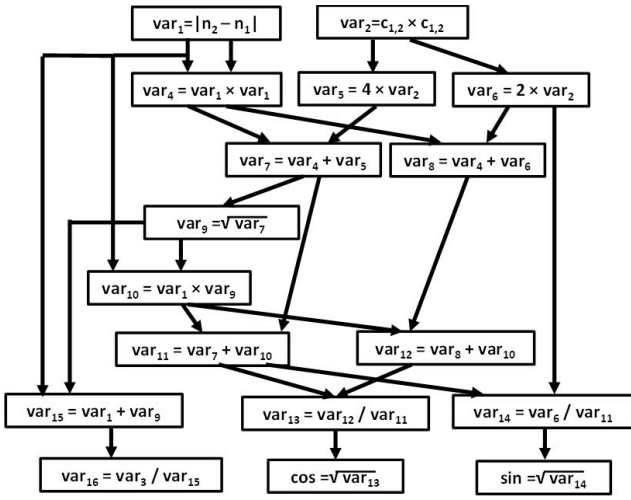 var₁=|n₂ – n₁|
var₂=c₁,₂ × c₁,₂
var₄ = var₁ × var₁
var₅ = 4 × var₂
var₆ = 2 × var₂
var₇ = var₄ + var₅
var₈ = var₄ + var₆
var₉ =√var₇
var₁₀ = var₁ × var₉
var₁₁ = var₇ + var₁₀
var₁₂ = var₈ + var₁₀
var₁₅ = var₁ + var₉
var₁₃ = var₁₂ / var₁₁
var₁₄ = var₆ / var₁₁
var₁₆ = var₃ / var₁₅
cos =√var₁₃
sin =√var₁₄